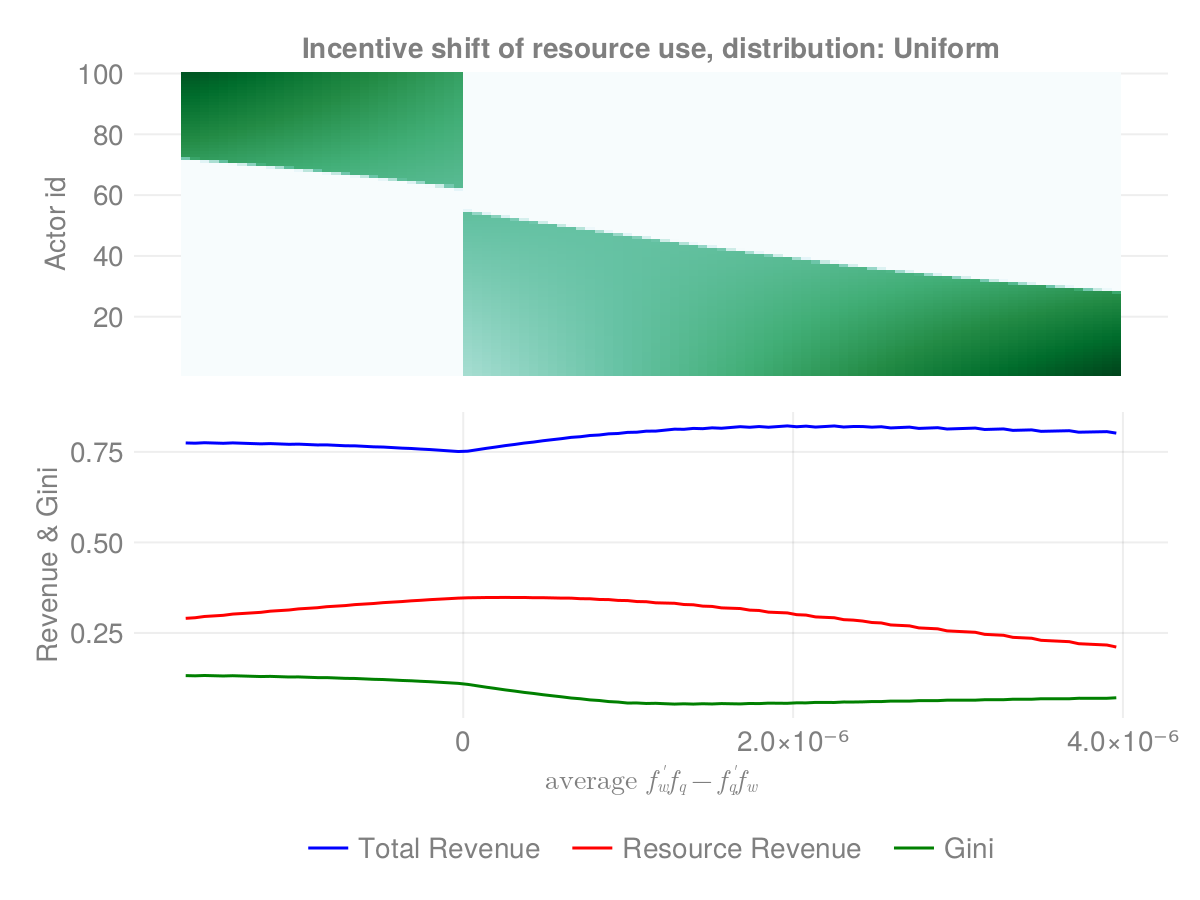 Incentive shift of resource use, distribution: Uniform
100
80
60
40
20
Actor id
0.75
0.50
0.25
Revenue & Gini
0 2.0×10⁻⁶ 4.0×10⁻⁶
average f'_w f_q − f'_q f_w
Total Revenue Resource Revenue Gini